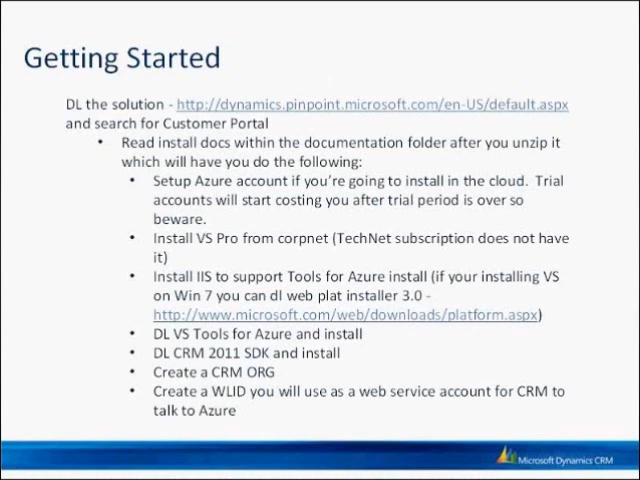 Getting Started
DL the solution - http://dynamics.pinpoint.microsoft.com/en-US/default.aspx
and search for Customer Portal
• Read install docs within the documentation folder after you unzip it
which will have you do the following:
• Setup Azure account if you're going to install in the cloud. Trial
accounts will start costing you after trial period is over so
beware.
• Install VS Pro from corpnet (TechNet subscription does not have
it)
• Install IIS to support Tools for Azure install (if your installing VS
on Win 7 you can dl web plat installer 3.0 -
http://www.microsoft.com/web/downloads/platform.aspx)
• DL VS Tools for Azure and install
• DL CRM 2011 SDK and install
• Create a CRM ORG
• Create a WLID you will use as a web service account for CRM to
talk to Azure
Microsoft Dynamics CRM